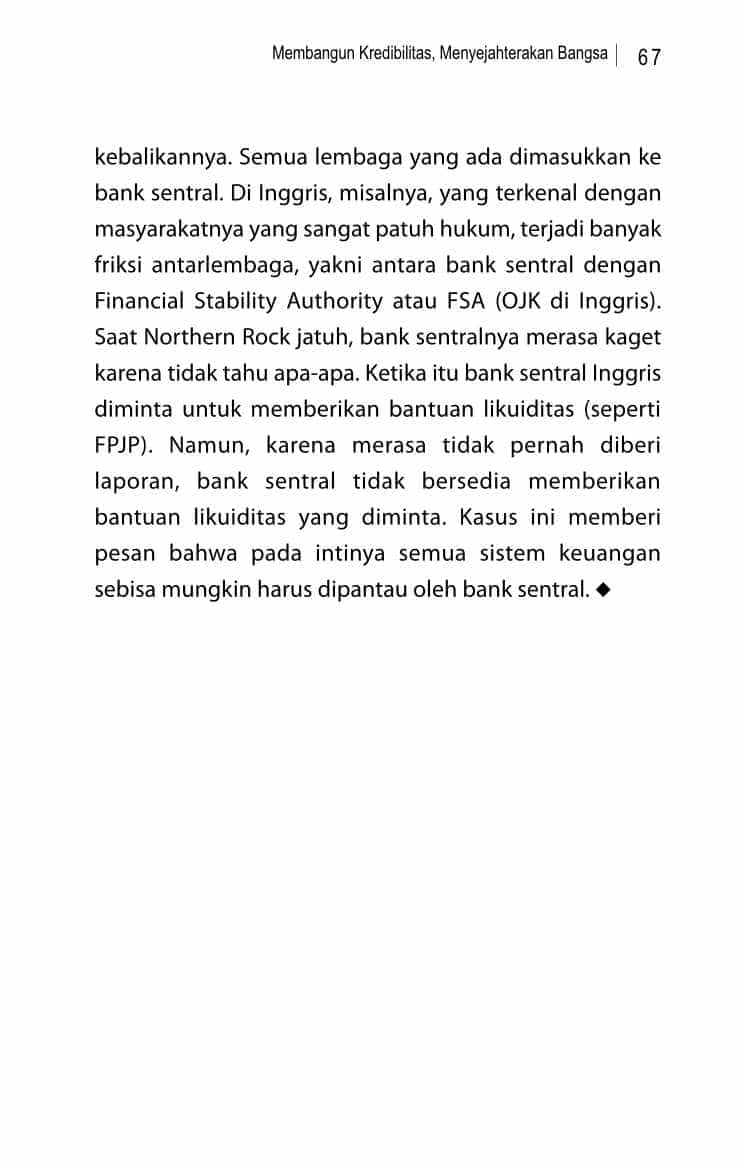 Membangun Kredibilitas, Menyejahterakan Bangsa | 67
kebalikannya. Semua lembaga yang ada dimasukkan ke
bank sentral. Di Inggris, misalnya, yang terkenal dengan
masyarakatnya yang sangat patuh hukum, terjadi banyak
friksi antarlembaga, yakni antara bank sentral dengan
Financial Stability Authority atau FSA (OJK di Inggris).
Saat Northern Rock jatuh, bank sentralnya merasa kaget
karena tidak tahu apa-apa. Ketika itu bank sentral Inggris
diminta untuk memberikan bantuan likuiditas (seperti
FPJP). Namun, karena merasa tidak pernah diberi
laporan, bank sentral tidak bersedia memberikan
bantuan likuiditas yang diminta. Kasus ini memberi
pesan bahwa pada intinya semua sistem keuangan
sebisa mungkin harus dipantau oleh bank sentral. ◆